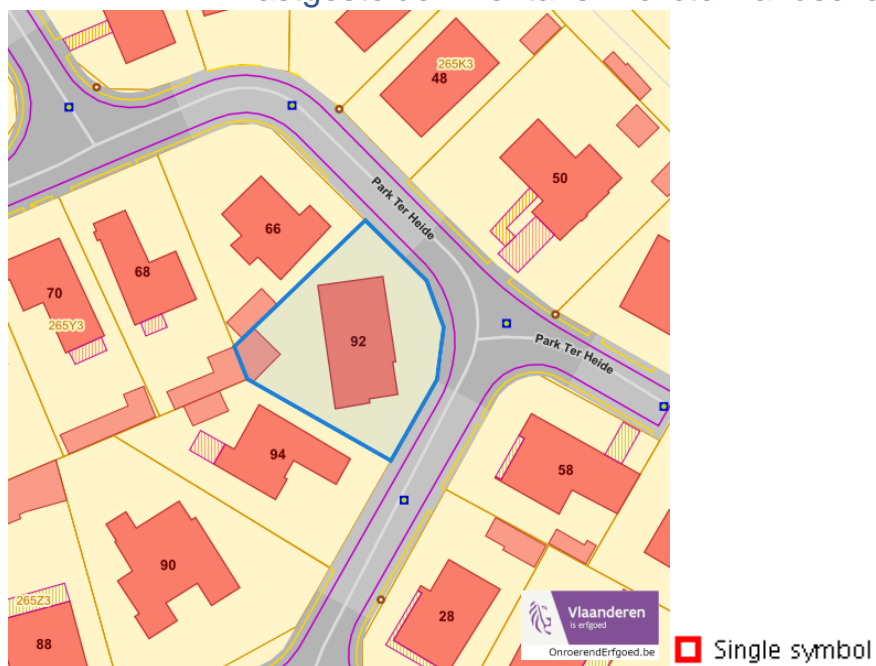 48
265K3
50
Park Ter Heide
66
68
70
265Y3
92
Park Ter Heide
94
58
90
265Z3
88
28
Vlaanderen
is erfgoed
OnroerendErfgoed.be
Single symbol